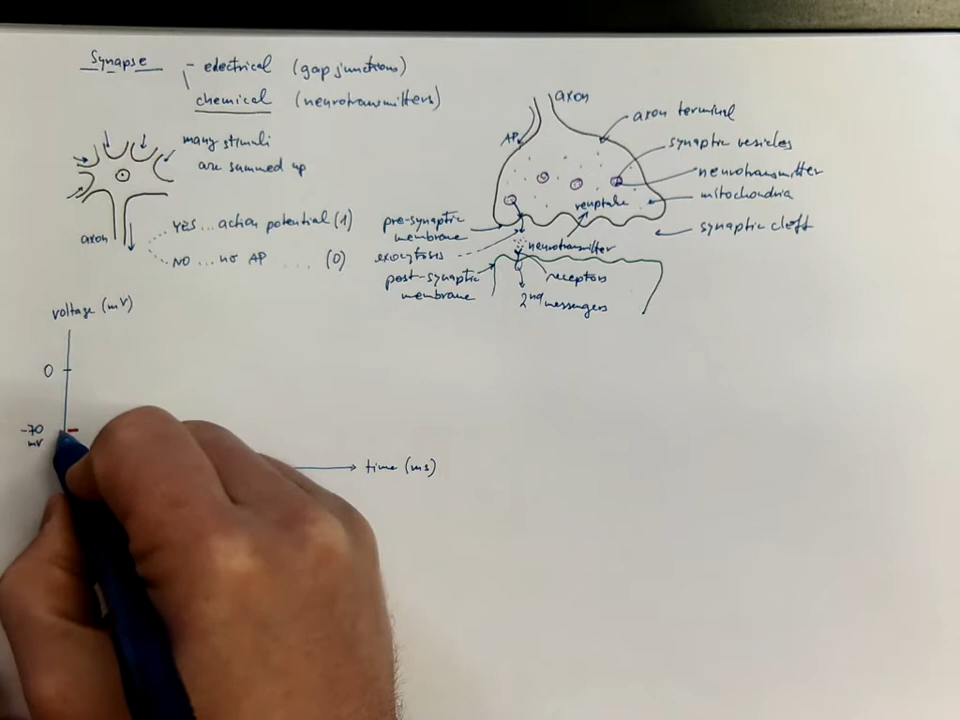 Synapse - electrical (gap junctions)
chemical (neurotransmitters)
many stimuli
are summed up
axon
YES... action potential (1)
NO ... no AP .... (0)
axon
AP
axon terminal
synaptic vesicles
neurotransmitter
mitochondria
reuptake
synaptic cleft
pre-synaptic
membrane
exocytosis
neurotransmitter
post-synaptic
membrane
receptors
2nd messengers
voltage (mV)
0
-70
mV
time (ms)